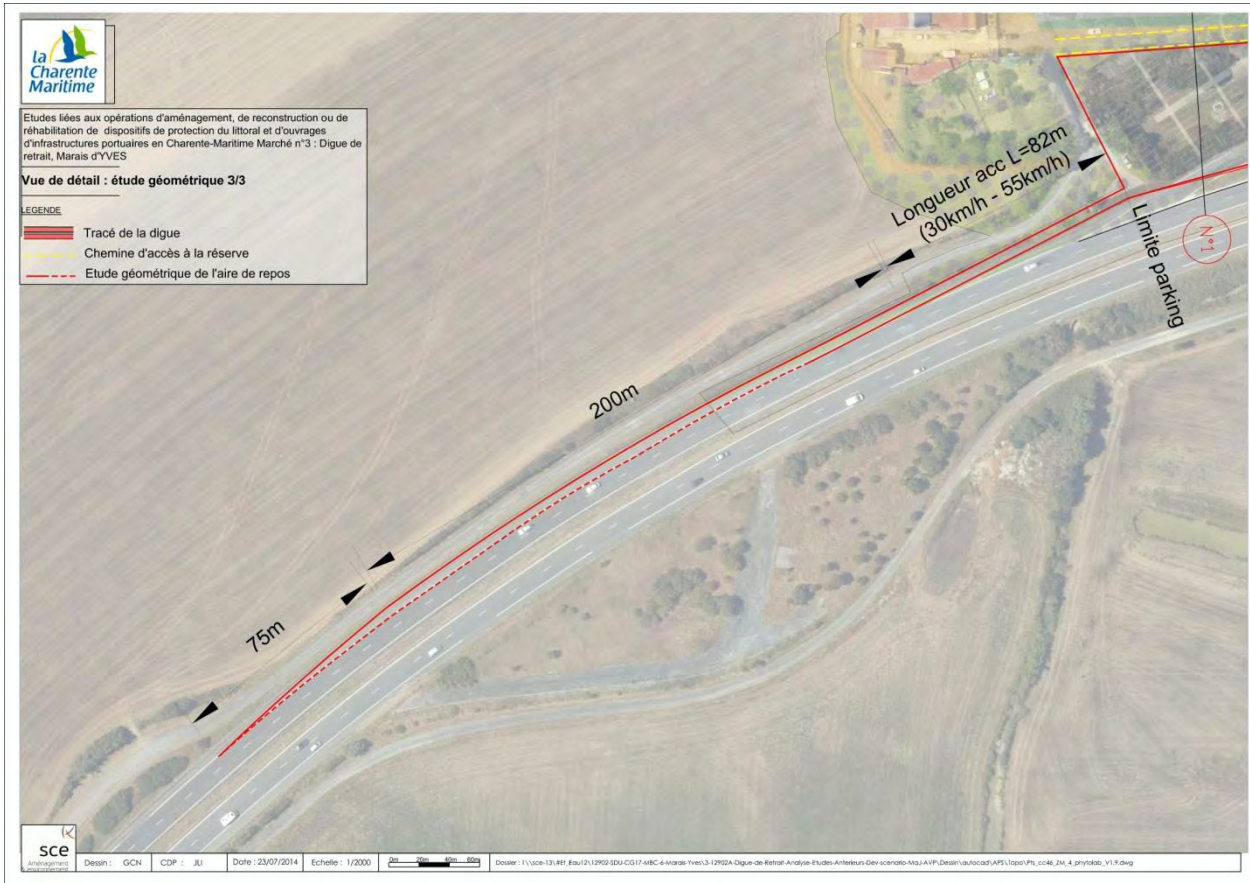 la
Charente
Maritime
Etudes liées aux opérations d'aménagement, de reconstruction ou de
réhabilitation de dispositifs de protection du littoral et d'ouvrages
d'infrastructures portuaires en Charente-Maritime Marché n°3 : Digue de
retrait, Marais d'YVES
Vue de détail : étude géométrique 3/3
LEGENDE
Tracé de la digue
Chemine d'accès à la réserve
Etude géométrique de l'aire de repos
Longueur acc L=82m
(30km/h - 55km/h)
Limite parking
N°1
200m
75m
sce
Aménagement
& environnement
Dessin : GCN
CDP : JLI
Date : 23/07/2014
Echelle : 1/2000
0m 20m 40m 60m